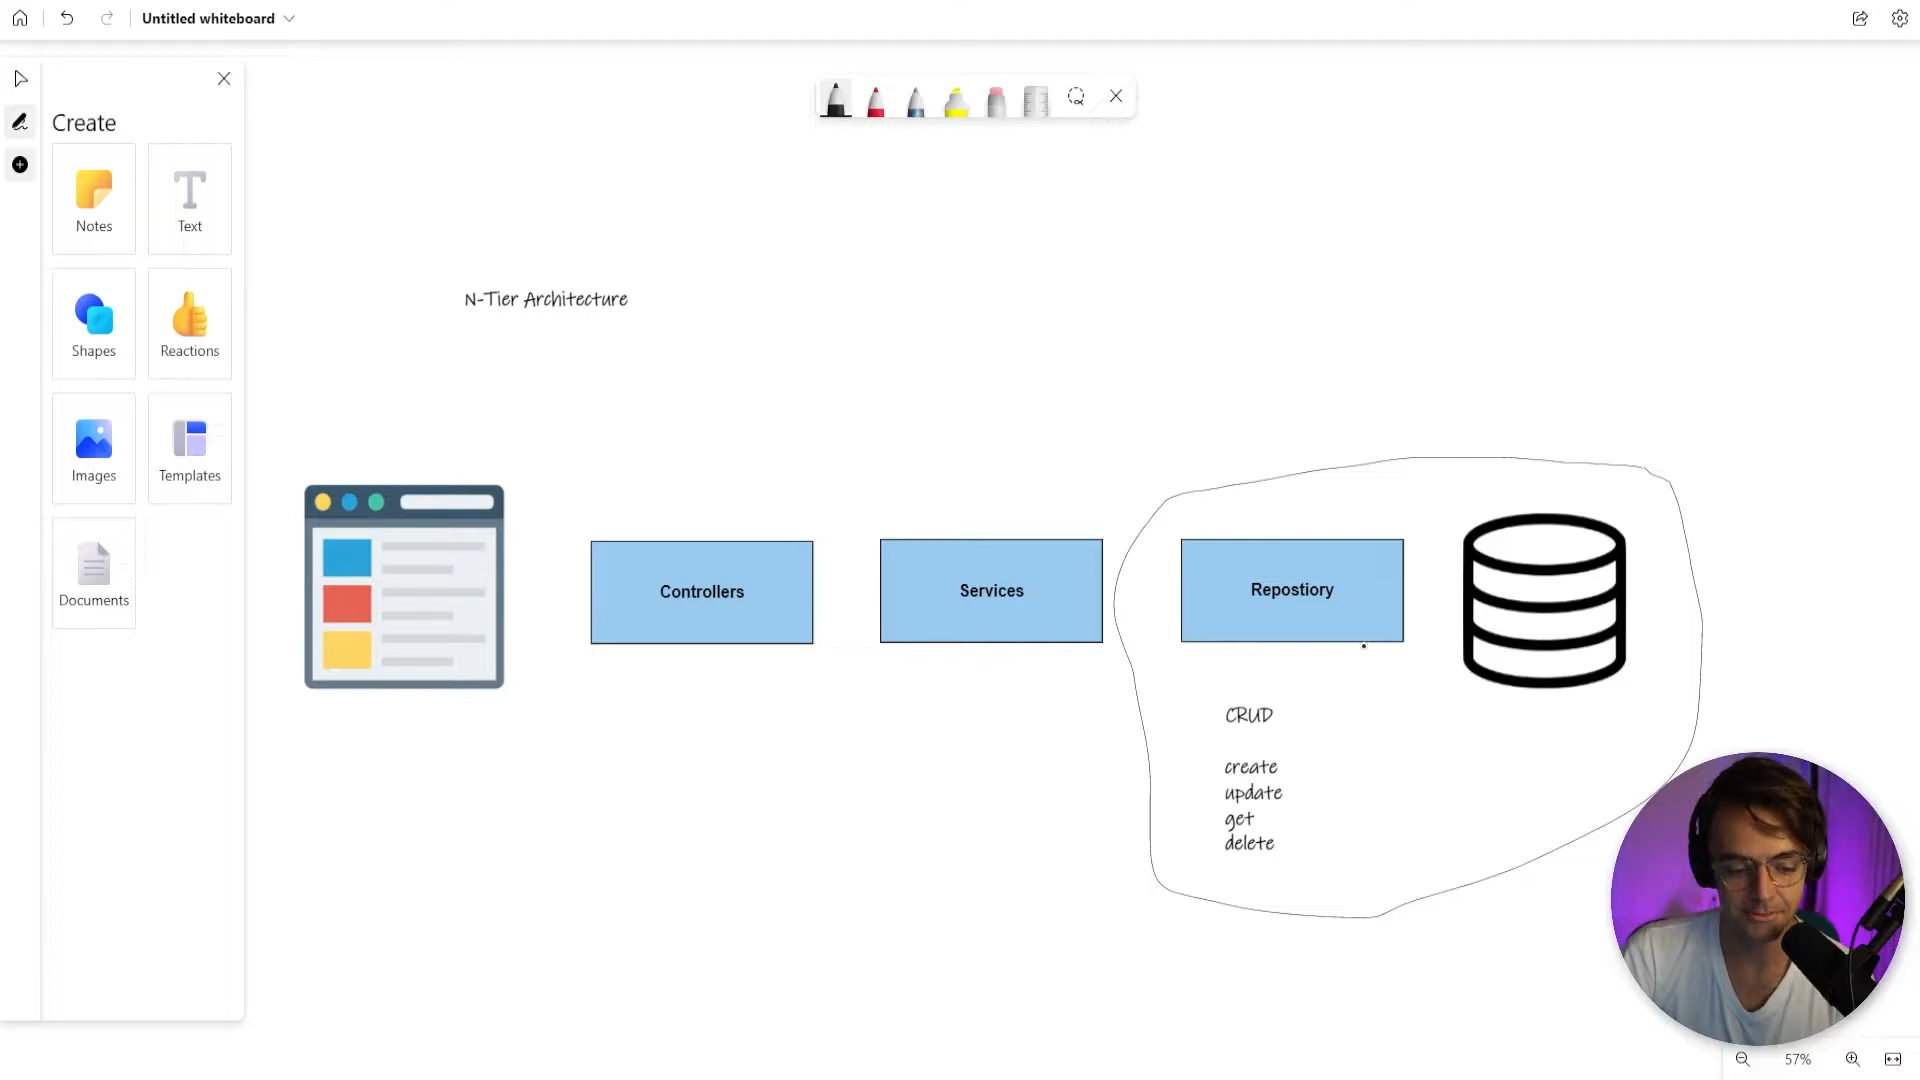 Untitled whiteboard
Create
Notes
Text
Shapes
Reactions
Images
Templates
Documents
N-Tier Architecture
Controllers
Services
Repostiory
CRUD
create
update
get
delete
57%